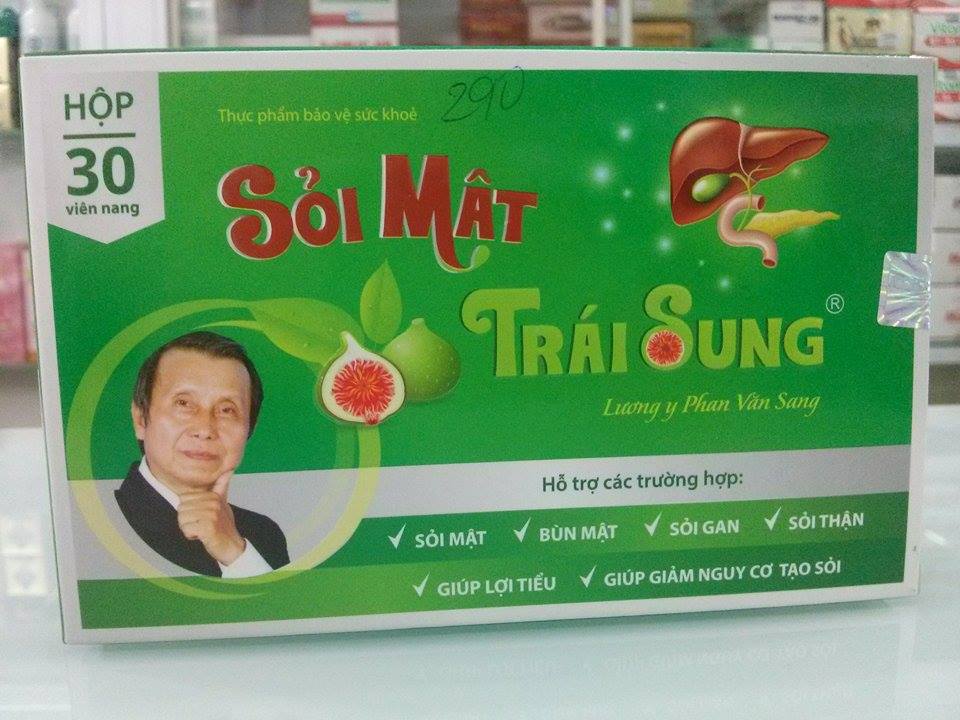 HỘP
30
viên nang
Thực phẩm bảo vệ sức khoẻ
290
SỎI MẬT
TRÁI SUNG®
Lương y Phan Văn Sang
Hỗ trợ các trường hợp:
✓ SỎI MẬT ✓ BÙN MẬT ✓ SỎI GAN ✓ SỎI THẬN
✓ GIÚP LỢI TIỂU ✓ GIÚP GIẢM NGUY CƠ TẠO SỎI